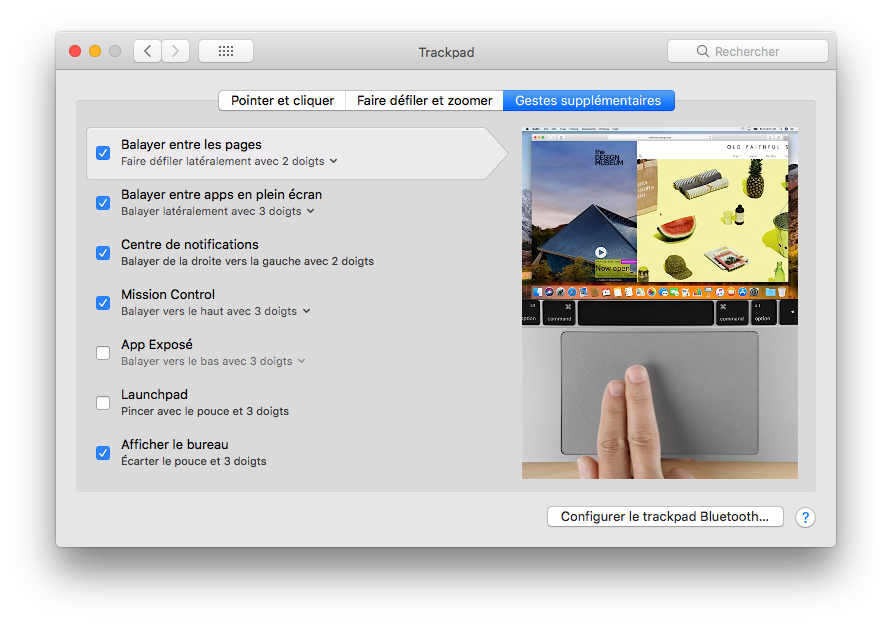 Trackpad
Rechercher
Pointer et cliquer
Faire défiler et zoomer
Gestes supplémentaires
Balayer entre les pages
Faire défiler latéralement avec 2 doigts
Balayer entre apps en plein écran
Balayer latéralement avec 3 doigts
Centre de notifications
Balayer de la droite vers la gauche avec 2 doigts
Mission Control
Balayer vers le haut avec 3 doigts
App Exposé
Balayer vers le bas avec 3 doigts
Launchpad
Pincer avec le pouce et 3 doigts
Afficher le bureau
Écarter le pouce et 3 doigts
the
DESIGN
MUSEUM
OLD FAITHFUL S
Now open
option
command
command
option
Configurer le trackpad Bluetooth...
?